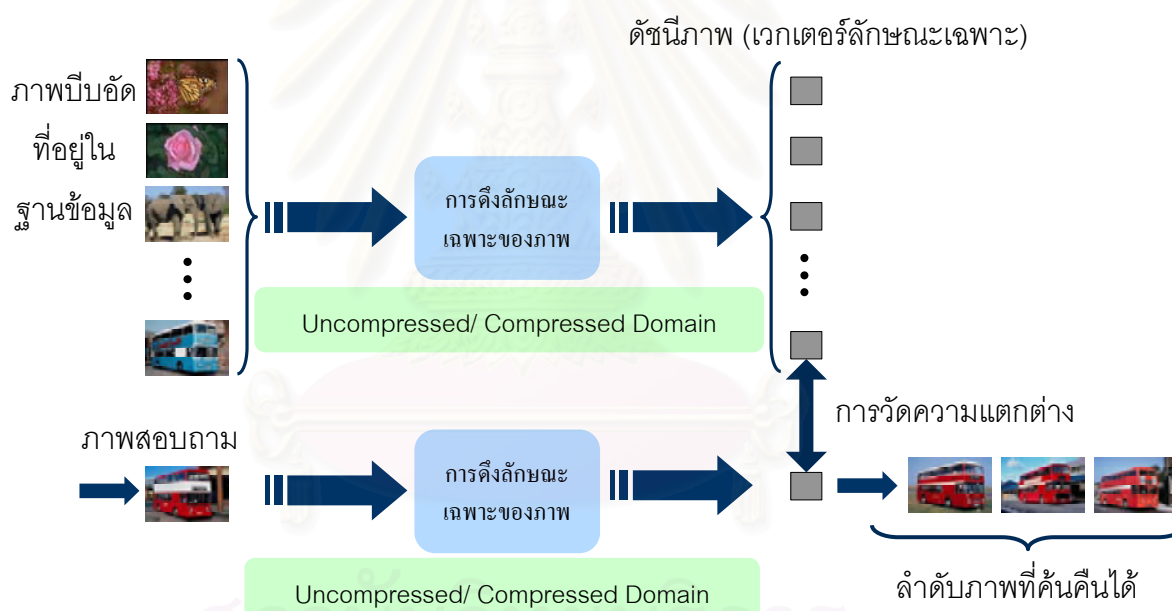 ดัชนีภาพ (เวกเตอร์ลักษณะเฉพาะ)
ภาพบีบอัด
ที่อยู่ใน
ฐานข้อมูล
การดึงลักษณะ
เฉพาะของภาพ
Uncompressed/ Compressed Domain
การวัดความแตกต่าง
ภาพสอบถาม
การดึงลักษณะ
เฉพาะของภาพ
Uncompressed/ Compressed Domain
ลำดับภาพที่ค้นคืนได้